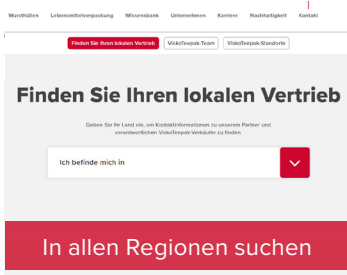 Wursthüllen Lebensmittelverpackung Wissensbank Unternehmen Karriere Nachhaltigkeit Kontakt
Finden Sie Ihren lokalen Vertrieb ViskoTeepak-Team ViskoTeepak-Standorte
Finden Sie Ihren lokalen Vertrieb
Geben Sie Ihr Land ein, um Kontaktinformationen zu unserem Partner und
verantwortlichen ViskoTeepak-Verkäufer zu finden.
Ich befinde mich in
In allen Regionen suchen